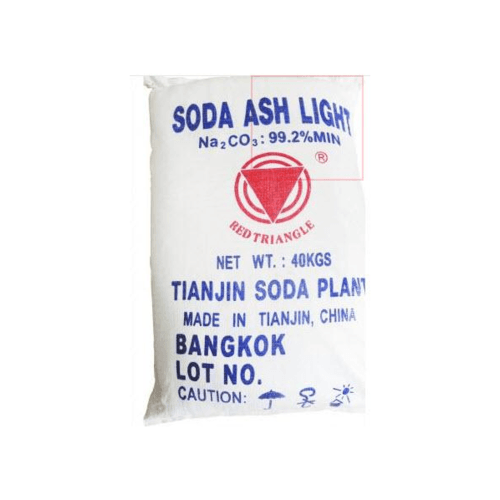 SODA ASH LIGHT
Na₂CO₃: 99.2%MIN
®
RED TRIANGLE
NET WT.: 40KGS
TIANJIN SODA PLANT
MADE IN TIANJIN, CHINA
BANGKOK
LOT NO.
CAUTION: